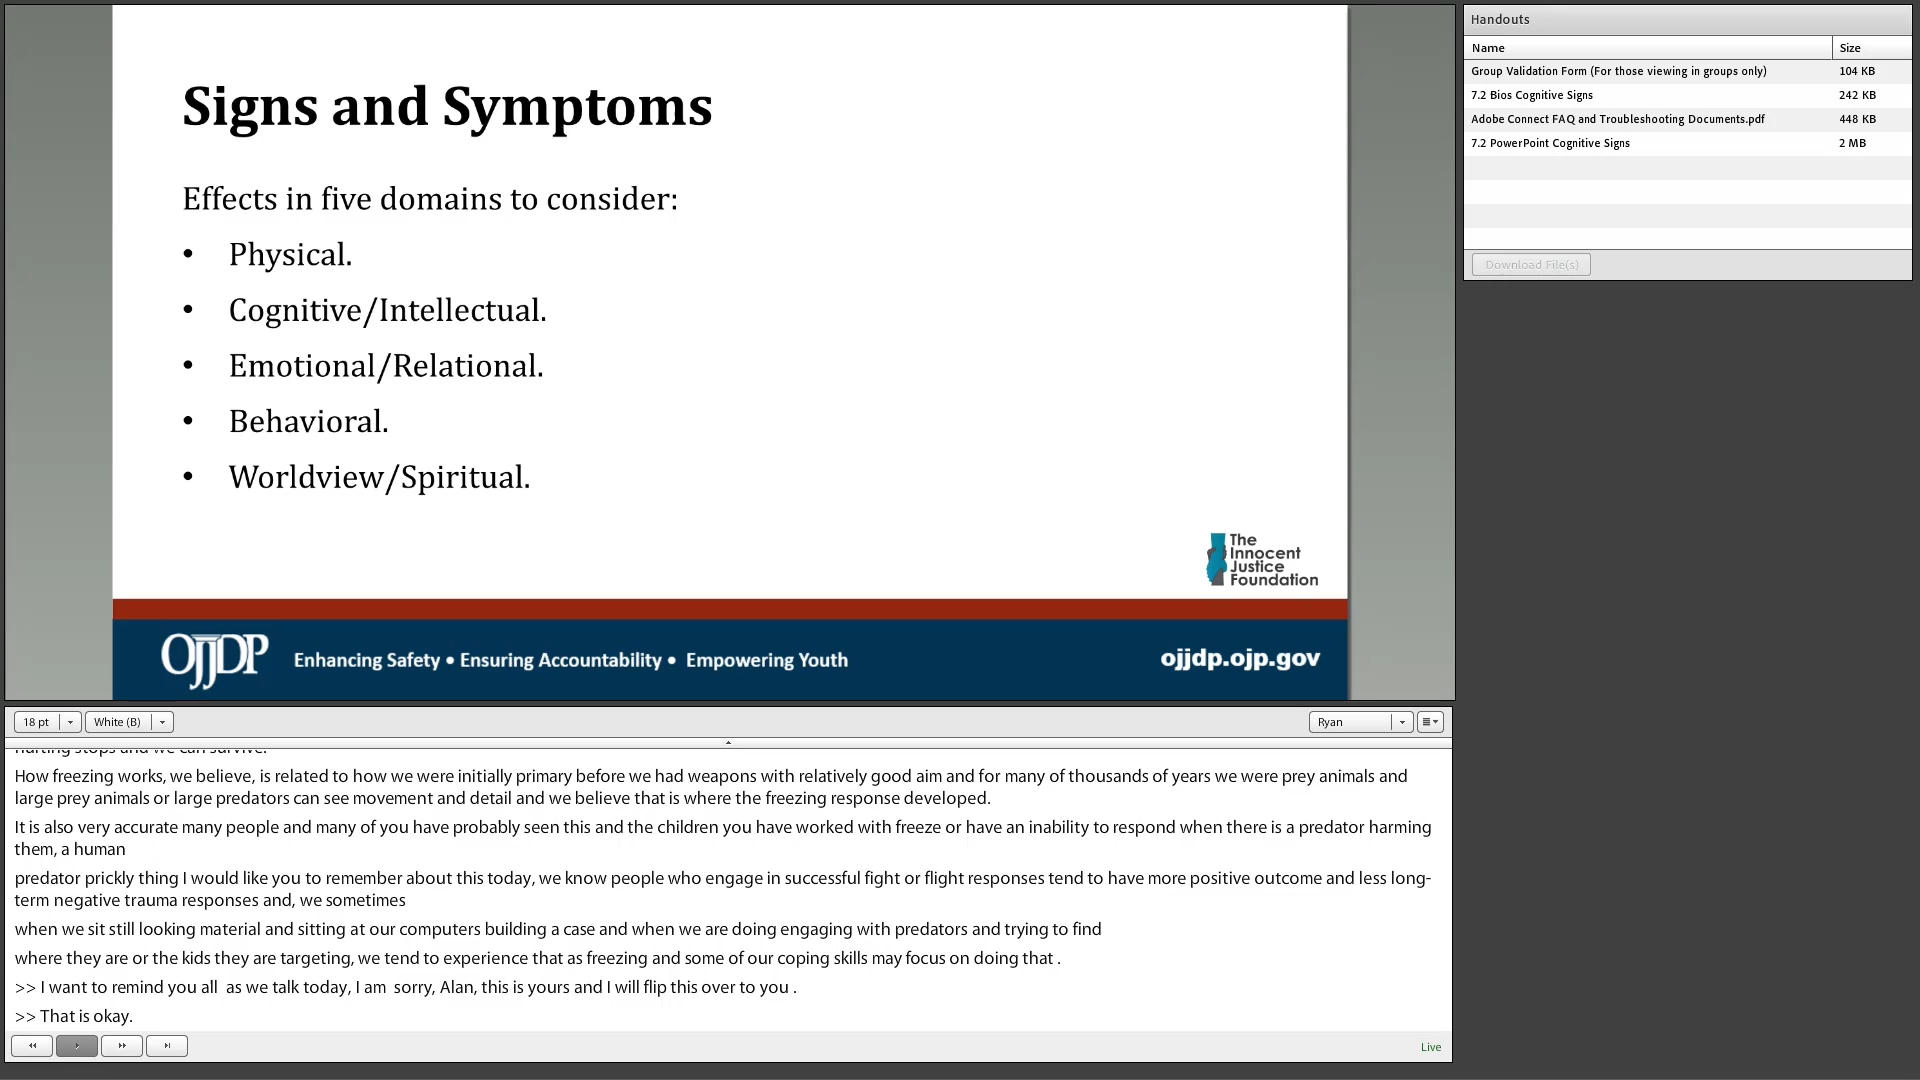 Signs and Symptoms
Effects in five domains to consider:
• Physical.
• Cognitive/Intellectual.
• Emotional/Relational.
• Behavioral.
• Worldview/Spiritual.
The
Innocent
Justice
Foundation
OJJDP
Enhancing Safety • Ensuring Accountability • Empowering Youth
ojjdp.ojp.gov
Handouts
Name Size
Group Validation Form (For those viewing in groups only) 104 KB
7.2 Bios Cognitive Signs 242 KB
Adobe Connect FAQ and Troubleshooting Documents.pdf 448 KB
7.2 PowerPoint Cognitive Signs 2 MB
Download File(s)
18 pt White (B) Ryan
hurting stops and we can survive.
How freezing works, we believe, is related to how we were initially primary before we had weapons with relatively good aim and for many of thousands of years we were prey animals and
large prey animals or large predators can see movement and detail and we believe that is where the freezing response developed.
It is also very accurate many people and many of you have probably seen this and the children you have worked with freeze or have an inability to respond when there is a predator harming
them, a human
predator prickly thing I would like you to remember about this today, we know people who engage in successful fight or flight responses tend to have more positive outcome and less long-
term negative trauma responses and, we sometimes
when we sit still looking material and sitting at our computers building a case and when we are doing engaging with predators and trying to find
where they are or the kids they are targeting, we tend to experience that as freezing and some of our coping skills may focus on doing that .
>> I want to remind you all as we talk today, I am sorry, Alan, this is yours and I will flip this over to you .
>> That is okay.
Live